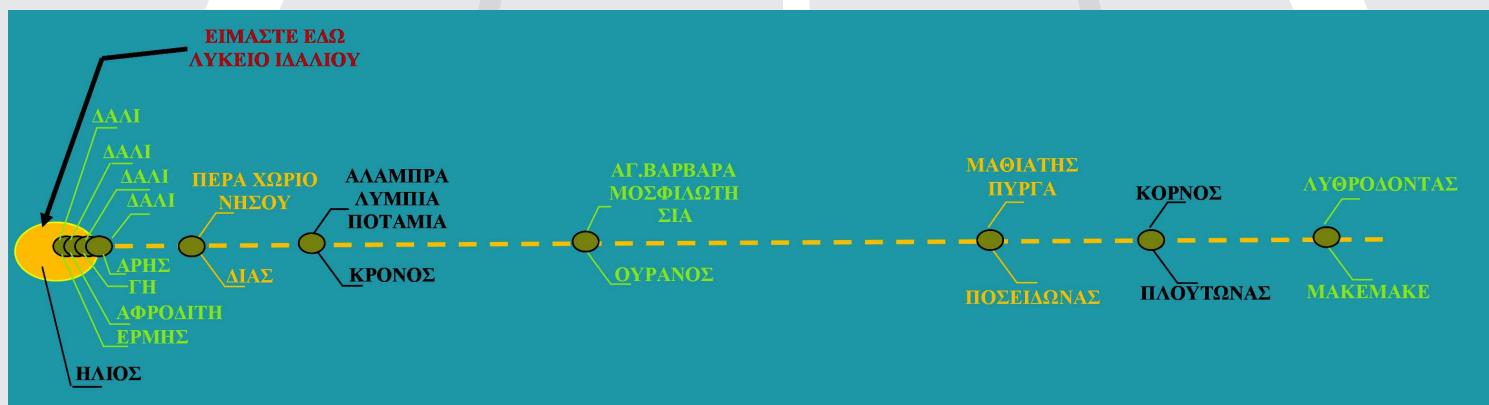 ΕΙΜΑΣΤΕ ΕΔΩ
ΛΥΚΕΙΟ ΙΔΑΛΙΟΥ
ΔΑΛΙ
ΔΑΛΙ
ΔΑΛΙ
ΔΑΛΙ
ΠΕΡΑ ΧΩΡΙΟ
ΝΗΣΟΥ
ΑΛΑΜΠΡΑ
ΛΥΜΠΙΑ
ΠΟΤΑΜΙΑ
ΑΓ.ΒΑΡΒΑΡΑ
ΜΟΣΦΙΛΩΤΗ
ΣΙΑ
ΜΑΘΙΑΤΗΣ
ΠΥΡΓΑ
ΚΟΡΝΟΣ
ΛΥΘΡΟΔΟΝΤΑΣ
ΑΡΗΣ
ΓΗ
ΑΦΡΟΔΙΤΗ
ΕΡΜΗΣ
ΗΛΙΟΣ
ΔΙΑΣ
ΚΡΟΝΟΣ
ΟΥΡΑΝΟΣ
ΠΟΣΕΙΔΩΝΑΣ
ΠΛΟΥΤΩΝΑΣ
ΜΑΚΕΜΑΚΕ